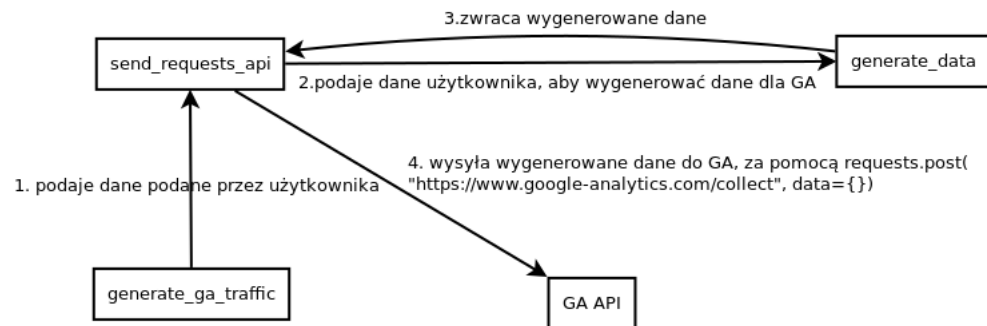 3.zwraca wygenerowane dane
send_requests_api
generate_data
2.podaje dane użytkownika, aby wygenerować dane dla GA
4. wysyła wygenerowane dane do GA, za pomocą requests.post(
"https://www.google-analytics.com/collect", data={})
1. podaje dane podane przez użytkownika
generate_ga_traffic
GA API